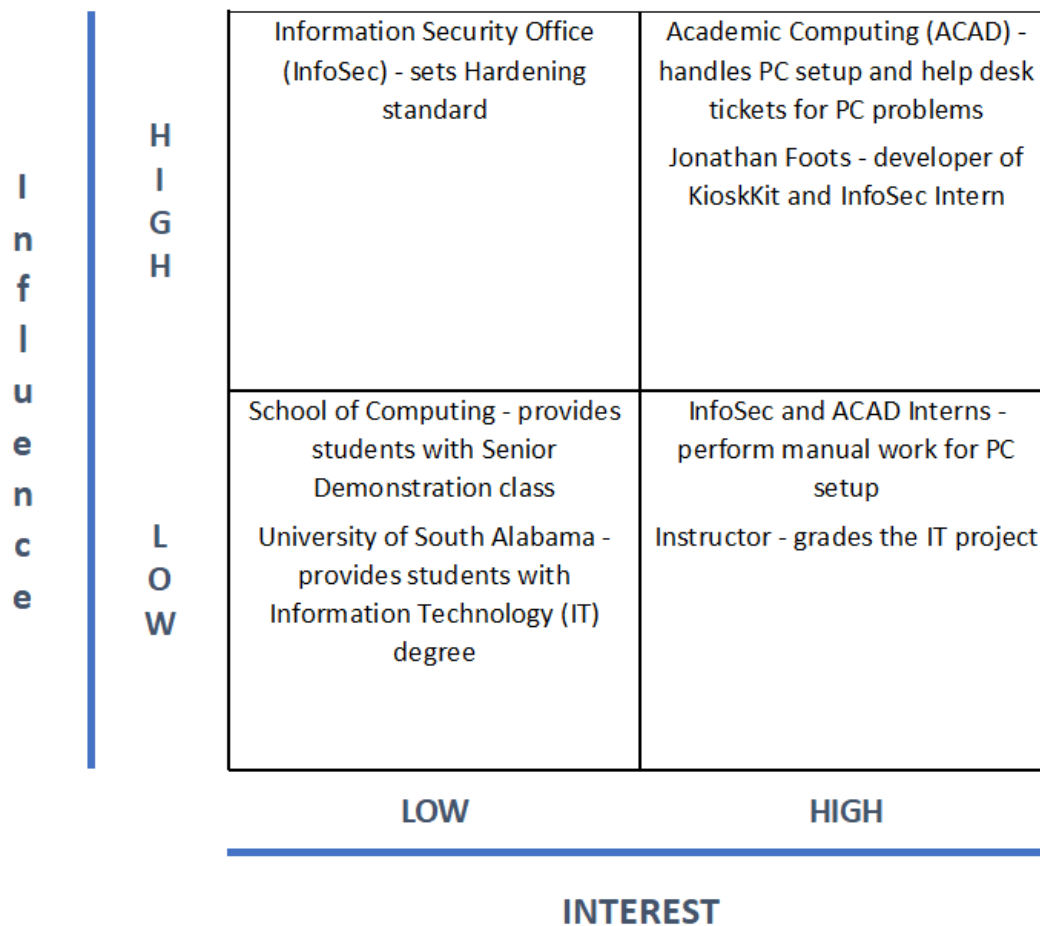 Influence
HIGH
Information Security Office
(InfoSec) - sets Hardening
standard
Academic Computing (ACAD) -
handles PC setup and help desk
tickets for PC problems
Jonathan Foots - developer of
KioskKit and InfoSec Intern
LOW
School of Computing - provides
students with Senior
Demonstration class
University of South Alabama -
provides students with
Information Technology (IT)
degree
InfoSec and ACAD Interns -
perform manual work for PC
setup
Instructor - grades the IT project
LOW
HIGH
INTEREST